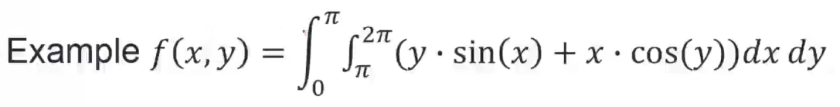 Example f(x, y) = ∫₀^π ∫_π^{2π} (y · sin(x) + x · cos(y))dx dy